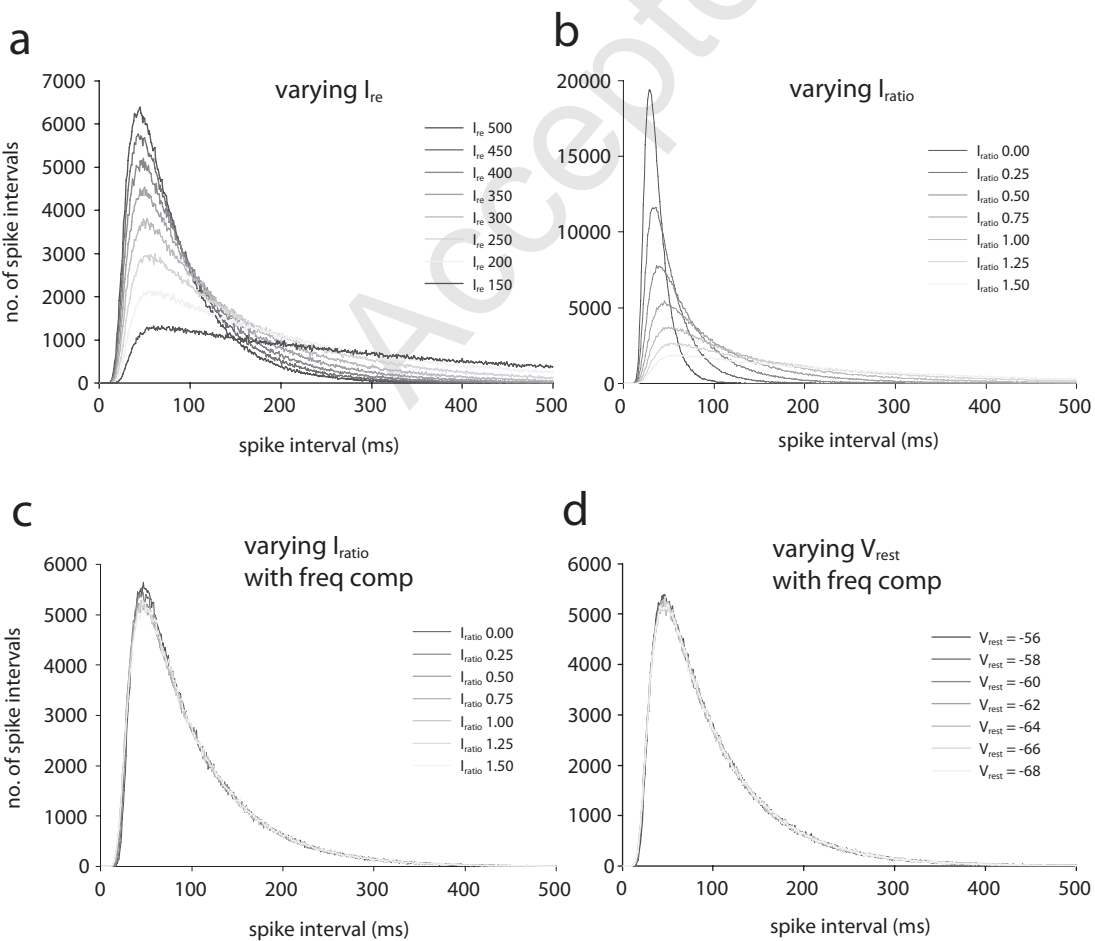 a
varying I_re
7000
6000
5000
4000
3000
2000
1000
0
no. of spike intervals
0 100 200 300 400 500
spike interval (ms)
I_re 500
I_re 450
I_re 400
I_re 350
I_re 300
I_re 250
I_re 200
I_re 150
b
varying I_ratio
20000
15000
10000
5000
0
0 100 200 300 400 500
spike interval (ms)
I_ratio 0.00
I_ratio 0.25
I_ratio 0.50
I_ratio 0.75
I_ratio 1.00
I_ratio 1.25
I_ratio 1.50
Accepte
c
varying I_ratio
with freq comp
6000
5000
4000
3000
2000
1000
0
no. of spike intervals
0 100 200 300 400 500
spike interval (ms)
I_ratio 0.00
I_ratio 0.25
I_ratio 0.50
I_ratio 0.75
I_ratio 1.00
I_ratio 1.25
I_ratio 1.50
d
varying V_rest
with freq comp
6000
5000
4000
3000
2000
1000
0
0 100 200 300 400 500
spike interval (ms)
V_rest = -56
V_rest = -58
V_rest = -60
V_rest = -62
V_rest = -64
V_rest = -66
V_rest = -68